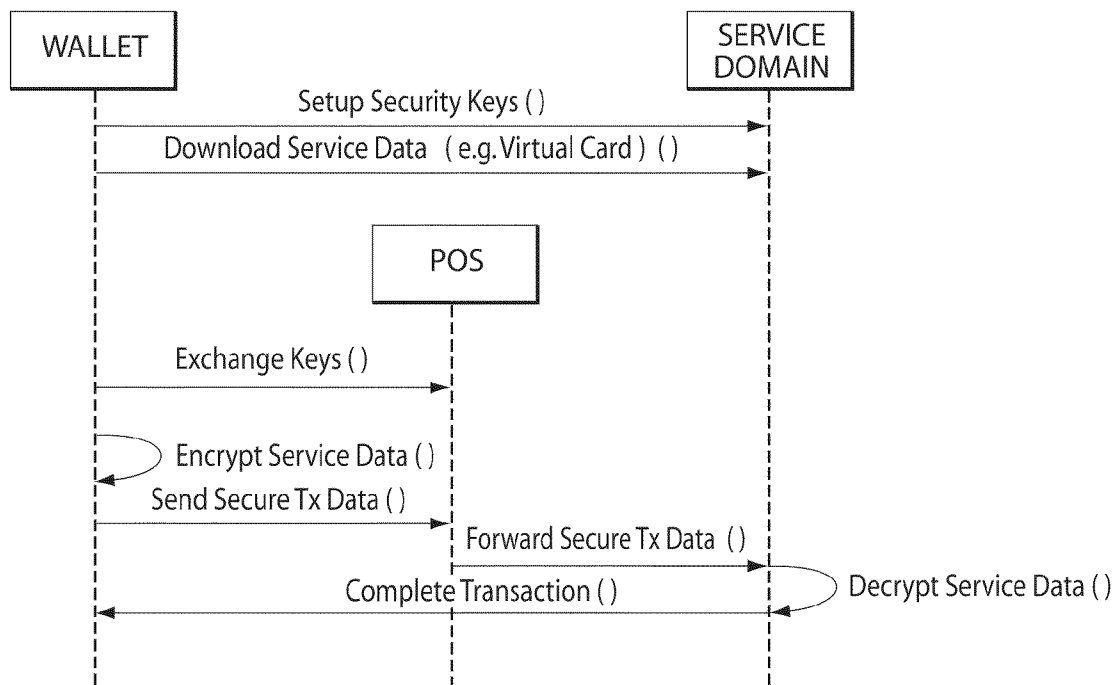 WALLET
SERVICE
DOMAIN
Setup Security Keys ( )
Download Service Data ( e.g. Virtual Card ) ( )
POS
Exchange Keys ( )
Encrypt Service Data ( )
Send Secure Tx Data ( )
Forward Secure Tx Data ( )
Complete Transaction ( )
Decrypt Service Data ( )